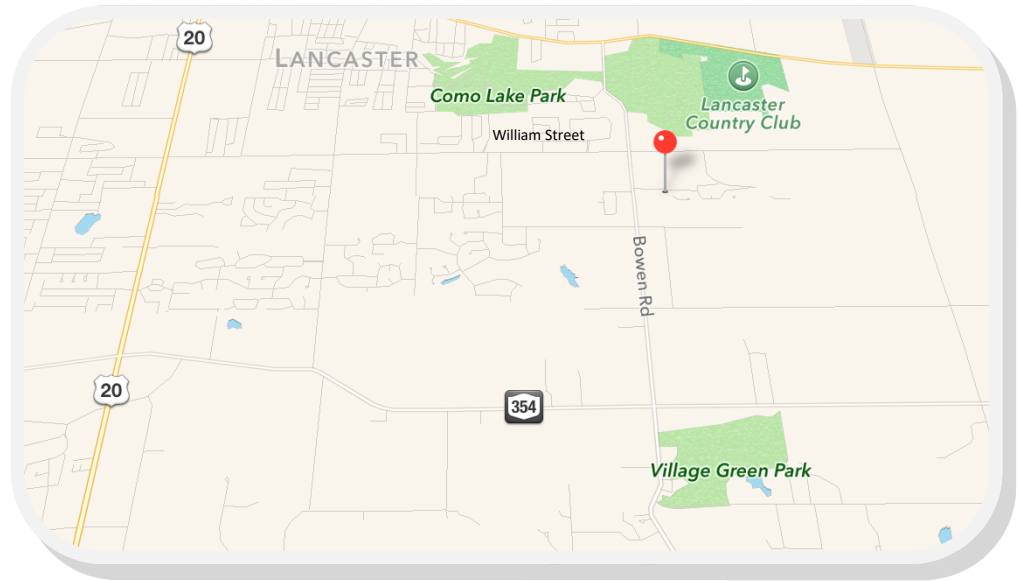 20
LANCASTER
Como Lake Park
Lancaster
Country Club
William Street
Bowen Rd
20
354
Village Green Park